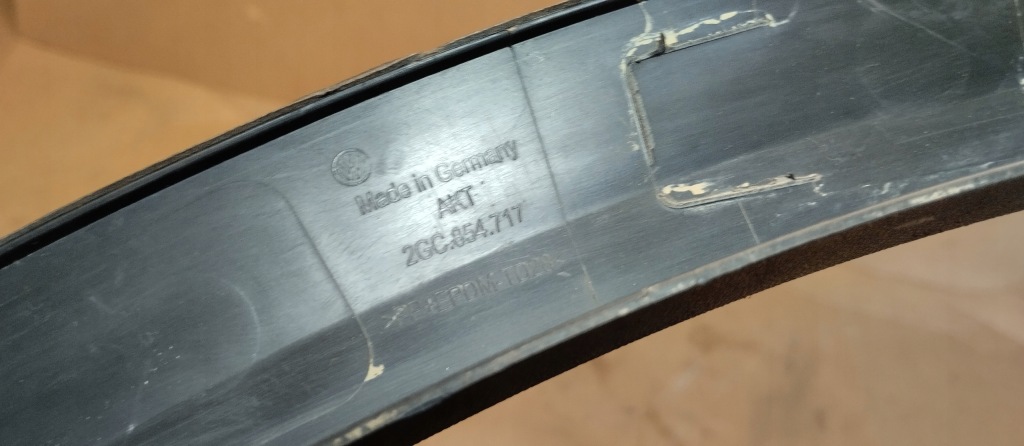 Made in Germany
AKT
2GC.854.717